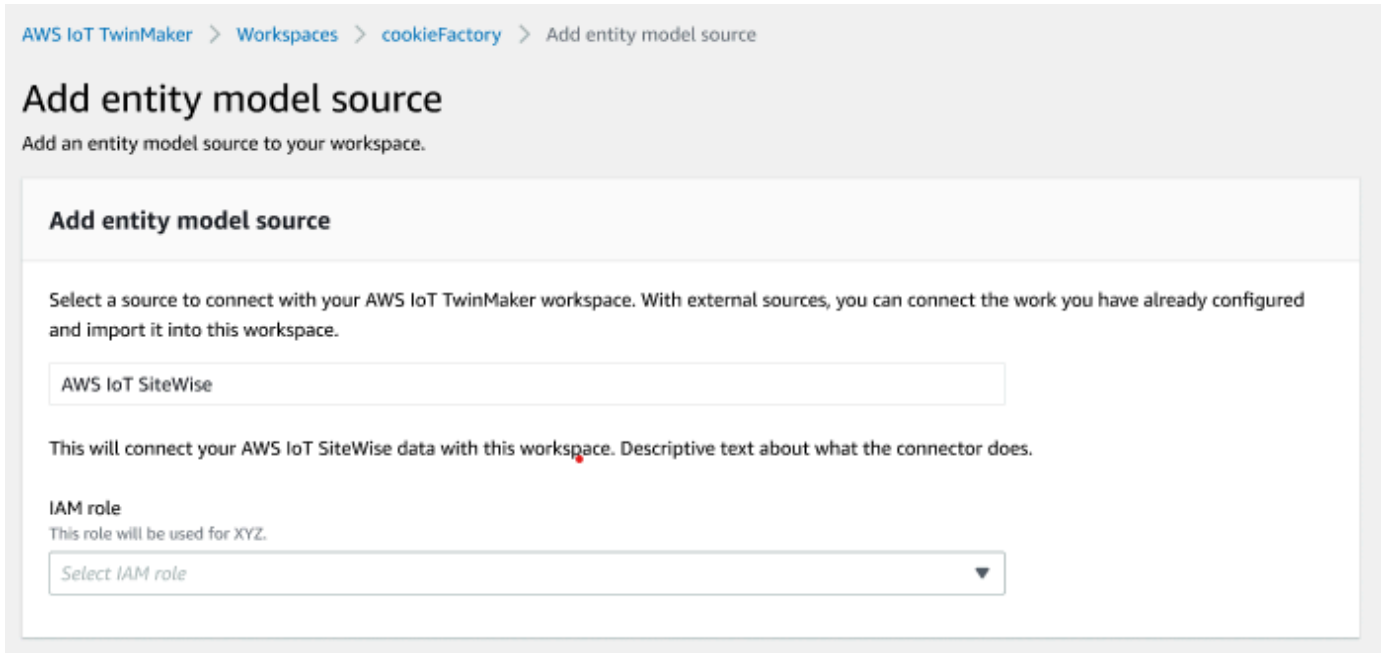 AWS IoT TwinMaker > Workspaces > cookieFactory > Add entity model source
Add entity model source
Add an entity model source to your workspace.
Add entity model source
Select a source to connect with your AWS IoT TwinMaker workspace. With external sources, you can connect the work you have already configured
and import it into this workspace.
AWS IoT SiteWise
This will connect your AWS IoT SiteWise data with this workspace. Descriptive text about what the connector does.
IAM role
This role will be used for XYZ.
Select IAM role